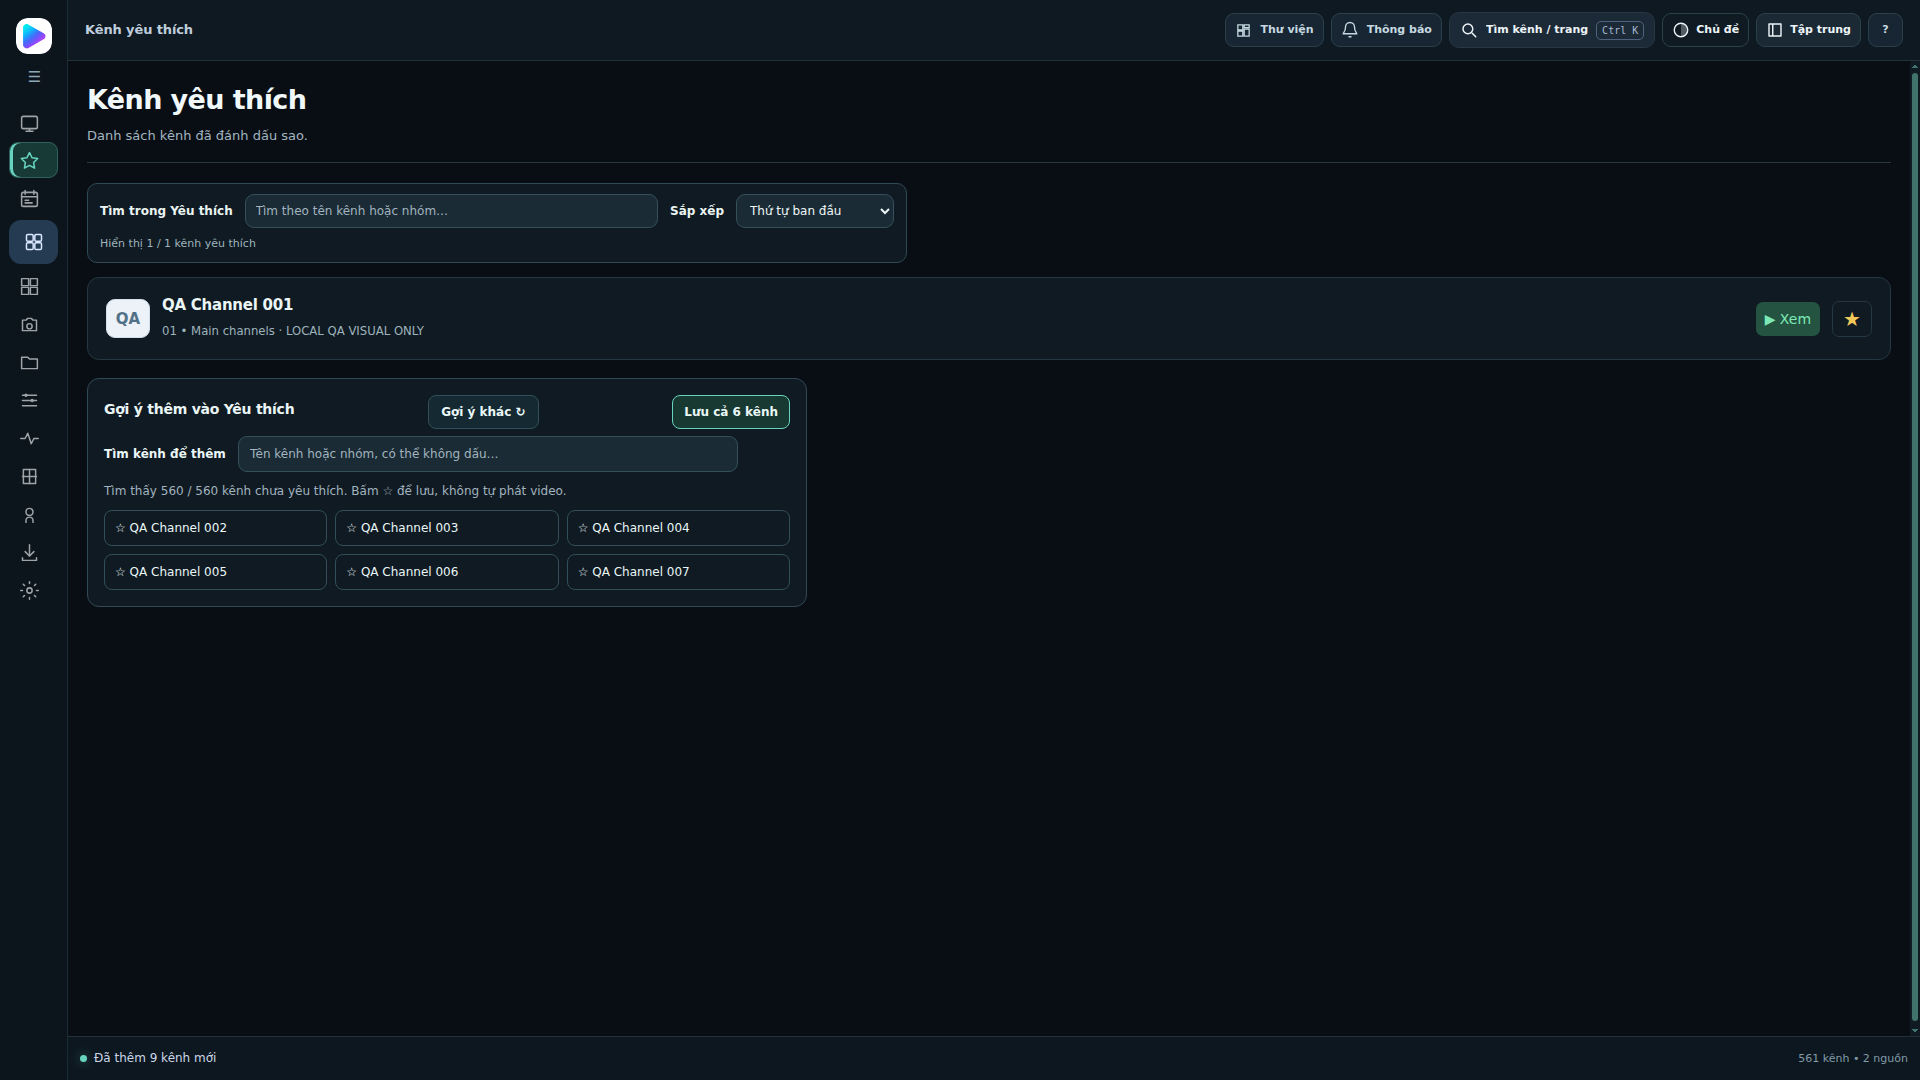 Kênh yêu thích
Thư viện
Thông báo
Tìm kênh / trang Ctrl K
Chủ đề
Tập trung
?
Kênh yêu thích
Danh sách kênh đã đánh dấu sao.
Tìm trong Yêu thích
Tìm theo tên kênh hoặc nhóm...
Sắp xếp
Thứ tự ban đầu
Hiển thị 1 / 1 kênh yêu thích
QA
QA Channel 001
01 • Main channels · LOCAL QA VISUAL ONLY
▶ Xem
★
Gợi ý thêm vào Yêu thích
Gợi ý khác ↻
Lưu cả 6 kênh
Tìm kênh để thêm
Tên kênh hoặc nhóm, có thể không dấu...
Tìm thấy 560 / 560 kênh chưa yêu thích. Bấm ☆ để lưu, không tự phát video.
☆ QA Channel 002
☆ QA Channel 003
☆ QA Channel 004
☆ QA Channel 005
☆ QA Channel 006
☆ QA Channel 007
Đã thêm 9 kênh mới
561 kênh • 2 nguồn